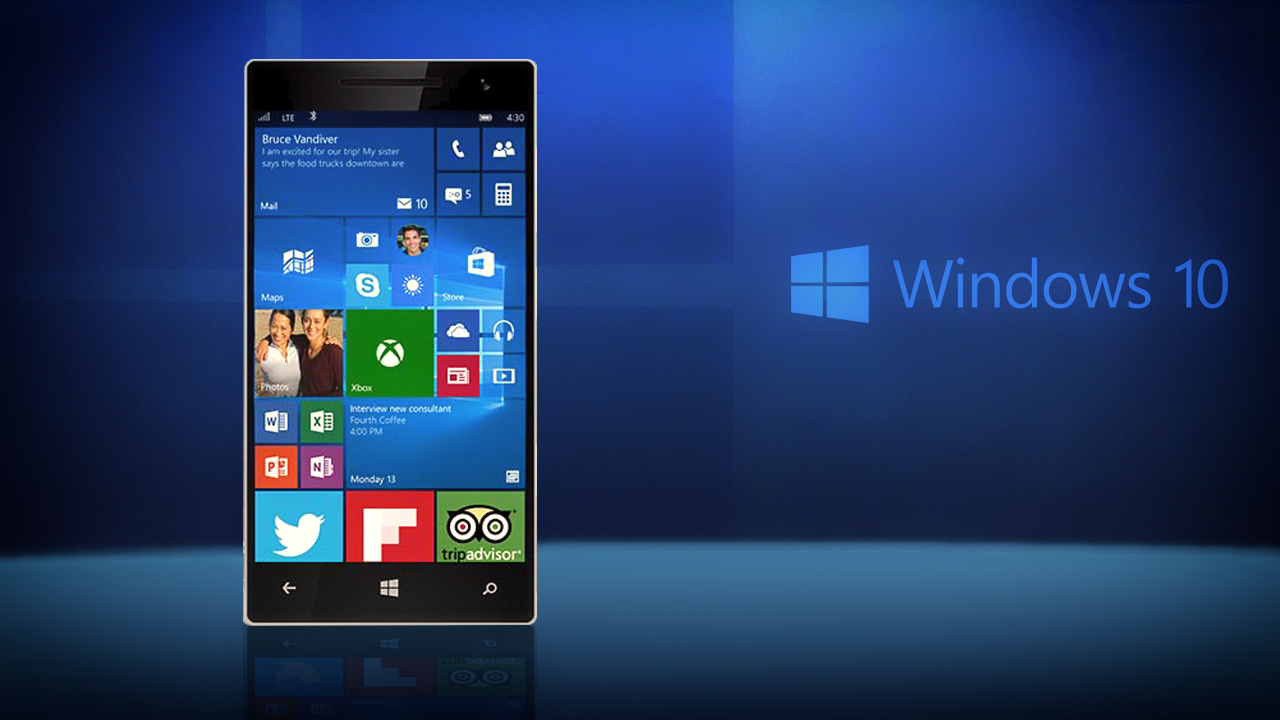 LTE
4:30
Bruce Vandiver
I am excited for our trip! My sister
says the food trucks downtown are
Mail
10
5
Maps
Store
Photos
Xbox
Interview new consultant
Fourth Coffee
4:00 PM
Monday 13
tripadvisor®
Windows 10